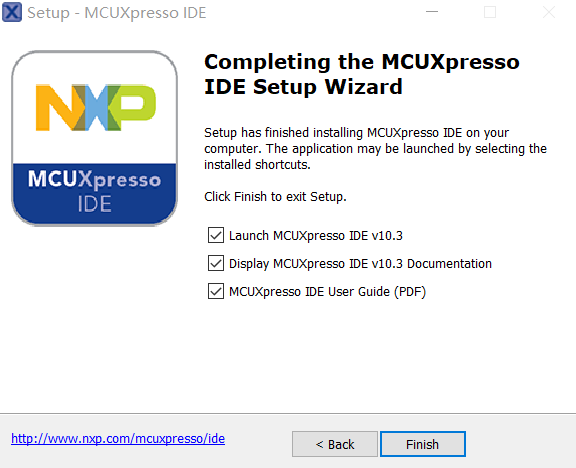 Setup - MCUXpresso IDE
NXP
MCUXpresso
IDE
Completing the MCUXpresso
IDE Setup Wizard
Setup has finished installing MCUXpresso IDE on your
computer. The application may be launched by selecting the
installed shortcuts.
Click Finish to exit Setup.
Launch MCUXpresso IDE v10.3
Display MCUXpresso IDE v10.3 Documentation
MCUXpresso IDE User Guide (PDF)
http://www.nxp.com/mcuxpresso/ide
< Back
Finish